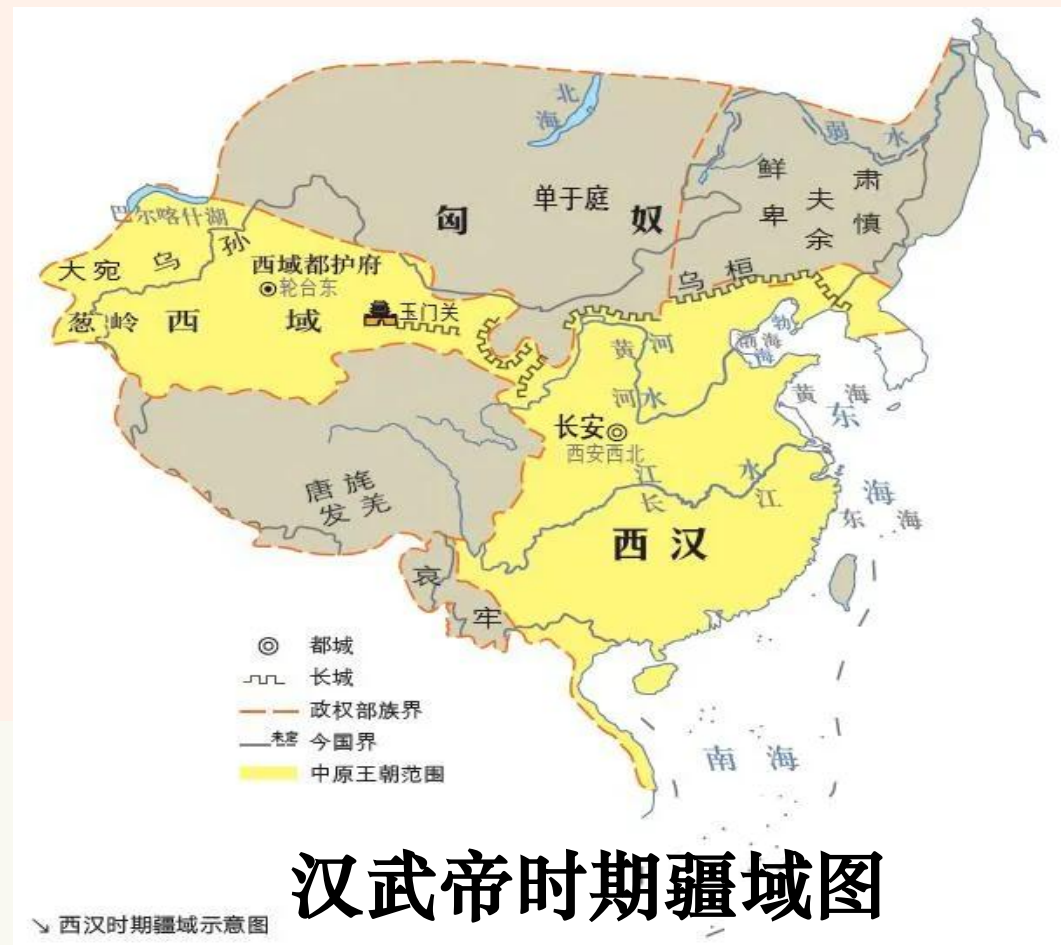 北海
弱水
鲜卑
夫余
肃慎
单于庭
匈奴
巴尔喀什湖
乌孙
大宛
乌桓
西域都护府
轮台东
玉门关
葱岭
西域
黄河
河水
勃海
渤海
黄海
东海
长安
西安西北
江水
长江
东海
唐旄
发羌
西汉
哀牢
都城
长城
政权部族界
未定
今国界
中原王朝范围
南海
汉武帝时期疆域图
↘ 西汉时期疆域示意图